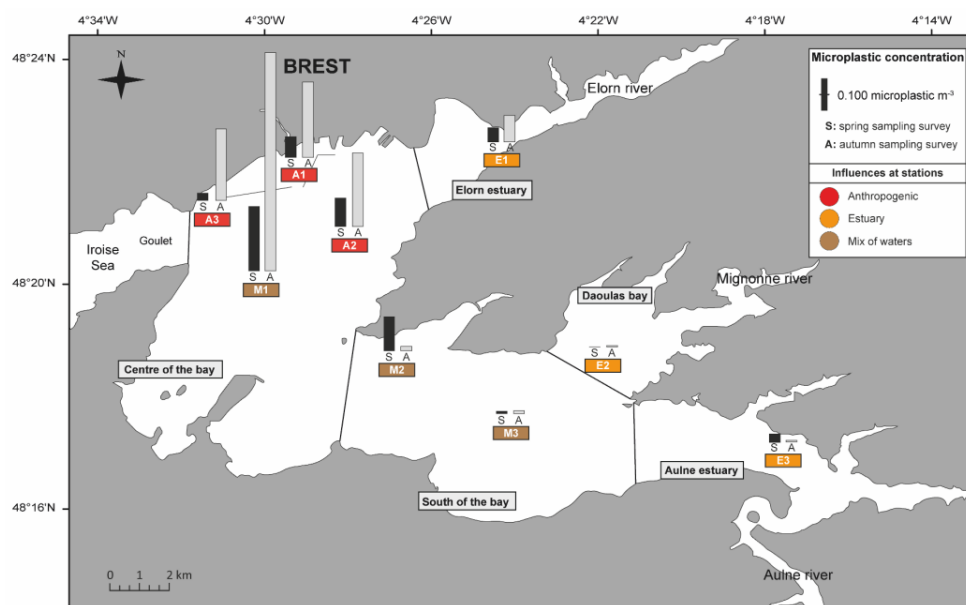 4°34'W
4°30'W
4°26'W
4°22'W
4°18'W
4°14'W
48°24'N
48°20'N
48°16'N
N
BREST
Elorn river
Microplastic concentration
0.100 microplastic m⁻³
S: spring sampling survey
A: autumn sampling survey
Influences at stations
Anthropogenic
Estuary
Mix of waters
S A
E1
S A
A1
Elorn estuary
S A
A3
S A
A2
Iroise
Sea
Goulet
S A
M1
Mignonne river
Daoulas bay
S A
M2
S A
E2
Centre of the bay
S A
M3
S A
E3
Aulne estuary
South of the bay
Aulne river
0 1 2 km